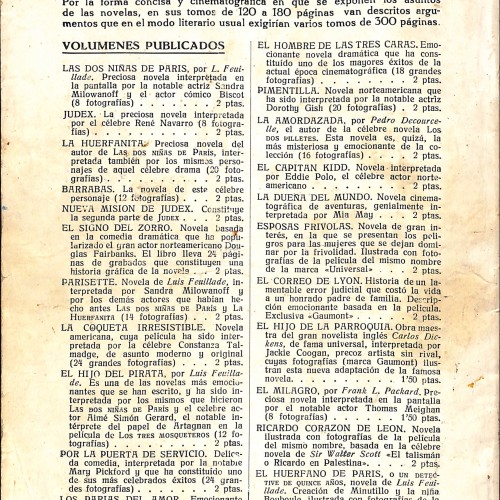 Por la forma concisa y cinematográfica en que se exponen los asuntos
de las novelas, en sus tomos de 120 a 180 páginas van descritos argu-
mentos que en el modo literario usual exigirían varios tomos de 300 páginas.
VOLUMENES PUBLICADOS
LAS DOS NIÑAS DE PARIS, por L. Feui-
llade. Preciosa novela interpretada en
la pantalla por la notable actriz Sandra
Milowanoff y el actor cómico Biscot
(8 fotografías) . . . . . . 2 ptas.
JUDEX. La preciosa novela interpretada
por el célebre René Navarro (8 fotogra-
fías) . . . . . . . . 2 ptas.
LA HUERFANITA. Preciosa novela del
autor de LAS DOS NIÑAS DE PARIS, inter-
pretada también por los mismos perso-
najes de aquel célebre drama (20 foto-
grafías) . . . . . . . 2 ptas.
BARRABAS. La novela de este célebre
personaje (12 fotografías) . . . 2 ptas.
NUEVA MISION DE JUDEX. Constituye
la segunda parte de JUDEX . . . 2 ptas.
EL SIGNO DEL ZORRO. Novela basada
en la comedia dramática que ha popu-
larizado el gran actor norteamericano Dou-
glas Fairbanks. El libro lleva 24 páginas
de grabados que constituyen una
historia gráfica de la novela . . . 2 ptas.
PARISETTE. Novela de Luis Feuillade, in-
terpretada por Sandra Milowanoff y
por los demás actores que habían he-
cho antes LAS DOS NIÑAS DE PARIS y LA
HUERFANITA (14 fotografías) . . 2 ptas.
LA COQUETA IRRESISTIBLE. Novela
americana, cuya película ha sido inter-
pretada por la célebre Constanza Tal-
madge, de asunto moderno y original
(24 grandes fotografías) . . . . 2 ptas.
EL HIJO DEL PIRATA, por Luis Feuilla-
de. Es una de las novelas más emocio-
nantes que se han escrito, y ha sido in-
terpretada por los mismos que hicieron
LAS DOS NIÑAS DE PARIS y el célebre ac-
tor Aimé Simón Gerard, el notable in-
térprete del papel de Artagnan en la
película de LOS TRES MOSQUETEROS (12 fo-
tografías) . . . . . . . 2 ptas.
POR LA PUERTA DE SERVICIO. Delica-
da comedia, interpretada por la notable
Mary Pickford y que ha constituido uno
de sus más celebrados éxitos (24 gran-
des fotografías) . . . . . . 2 ptas.
LOS PARIAS DEL AMOR. Emocionante
EL HOMBRE DE LAS TRES CARAS. Emo-
cionante novela dramática que ha cons-
tituido uno de los mayores éxitos de la
actual época cinematográfica (18 grandes
fotografías) . . . . . . . 2 ptas.
PIMENTILLA. Novela norteamericana que
ha sido interpretada por la notable actriz
Dorothy Gish (20 fotografías) . . 2 ptas.
LA AMORDAZADA, por Pedro Decource-
lle, el autor de la célebre novela LOS
DOS PILLETES. Esta novela es, quizá, la
más misteriosa y emocionante de la co-
lección (16 fotografías) . . . . 2 ptas.
EL CAPITAN KIDD. Novela interpretada
por Eddie Polo, el célebre actor norte-
americano . . . . . . . 2 ptas.
LA DUEÑA DEL MUNDO. Novela cinema-
tográfica de aventuras, genialmente in-
terpretada por Mia May . . . . 2 ptas.
ESPOSAS FRIVOLAS. Novela de gran in-
terés, en la que se presentan los peli-
gros para las mujeres que se dejan domi-
nar por la frivolidad. Ilustrada con foto-
grafías de la película del mismo nombre
de la marca «Universal» . . . . 2 ptas.
EL CORREO DE LYON. Historia de un la-
mentable error judicial que costó la vida
a un honrado padre de familia. Descrip-
ción emocionante basada en la película.
Exclusiva «Gaumont» . . . . 2 ptas.
EL HIJO DE LA PARROQUIA. Obra maes-
tra del gran novelista inglés Carlos Dic-
kens, de fama universal, interpretada por
Jackie Coogan, precoz artista sin rival,
cuyas fotografías (marca Gaumont) ilus-
tran esta nueva adaptación de la famosa
novela . . . . . . . . 1'50 ptas.
EL MILAGRO, por Frank L. Packard. Pre-
ciosa novela interpretada en la pantalla
por el notable actor Thomas Meighan
(8 fotografías) . . . . . . 1'50 ptas.
RICARDO CORAZON DE LEON. Novela
ilustrada con fotografías de la película
del mismo nombre, basada en la célebre
novela de Sir Walter Scott «El talismán
o Ricardo en Palestina» . . . . 2 ptas.
EL HUERFANO DE PARIS, O UN DETEC-
TIVE DE QUINCE AÑOS, novela de Luis Feui-
llade. Creación de Minutillo y la niña
Bouboule. Ilustrada con fotografías de la